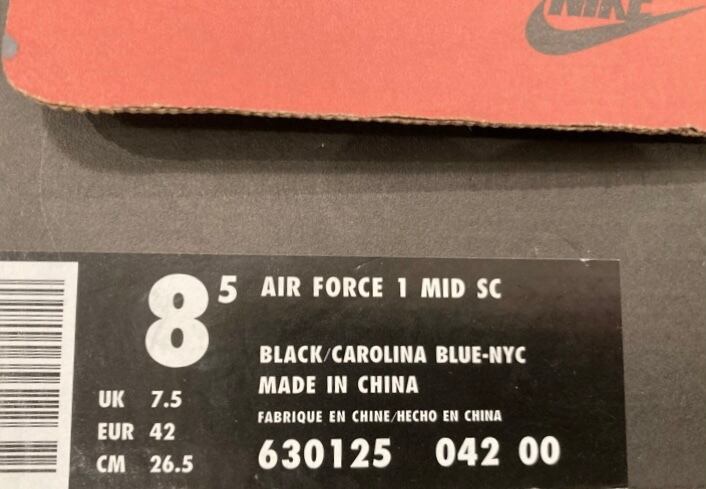 NIKE
8 5 AIR FORCE 1 MID SC
BLACK/CAROLINA BLUE-NYC
MADE IN CHINA
FABRIQUE EN CHINE/HECHO EN CHINA
UK 7.5
EUR 42
CM 26.5
630125 042 00